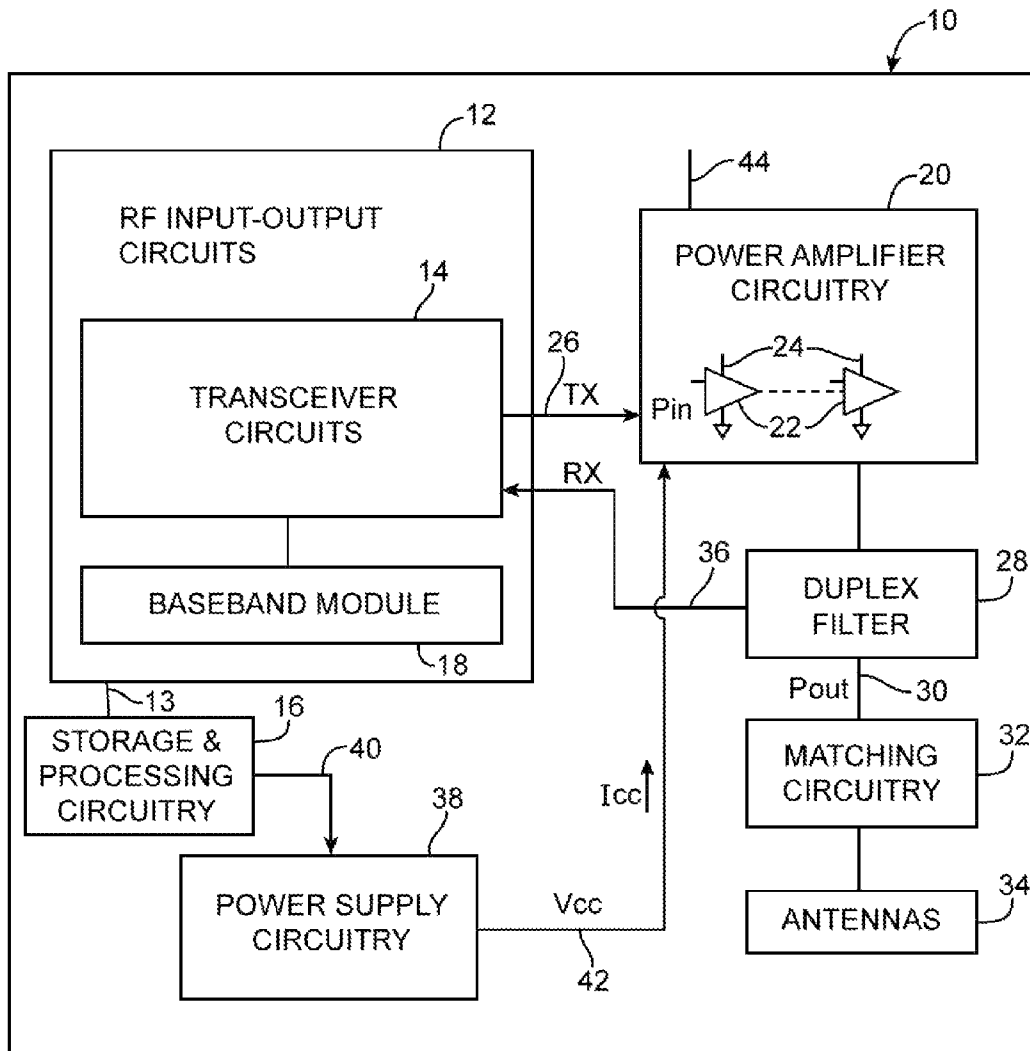 10
12
RF INPUT-OUTPUT
CIRCUITS
14
TRANSCEIVER
CIRCUITS
BASEBAND MODULE
18
26
TX
RX
44
20
POWER AMPLIFIER
CIRCUITRY
24
Pin
22
36
DUPLEX
FILTER
28
Pout
30
MATCHING
CIRCUITRY
32
ANTENNAS
34
13
16
STORAGE &
PROCESSING
CIRCUITRY
40
38
POWER SUPPLY
CIRCUITRY
Icc
Vcc
42